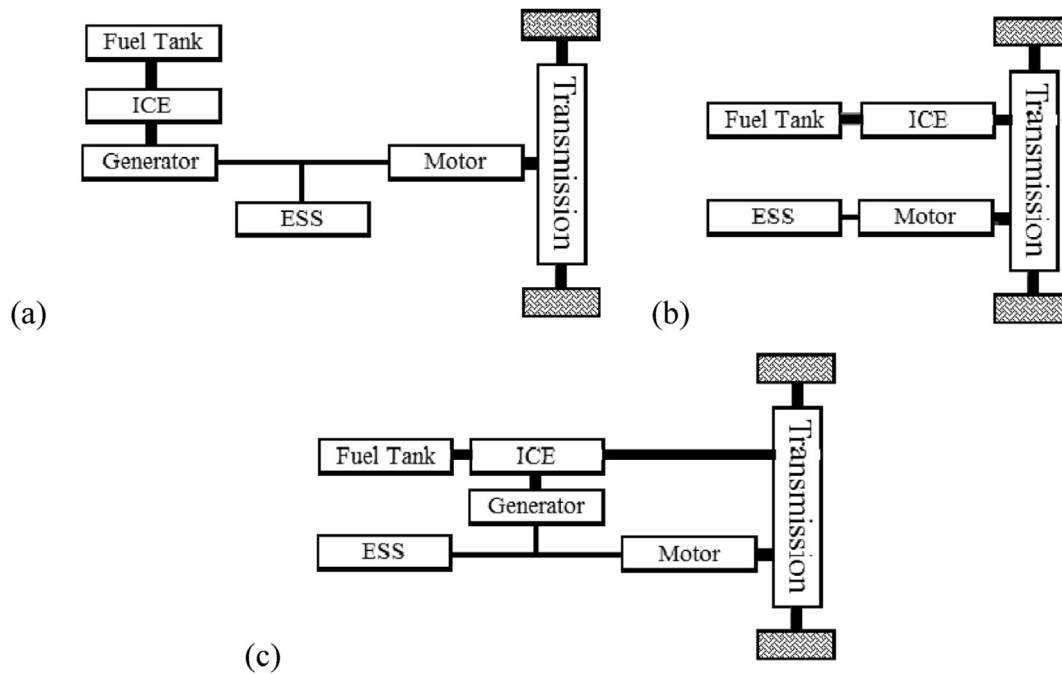 Fuel Tank
ICE
Generator
Motor
ESS
Transmission
(a)
Fuel Tank
ICE
ESS
Motor
Transmission
(b)
Fuel Tank
ICE
Generator
ESS
Motor
Transmission
(c)